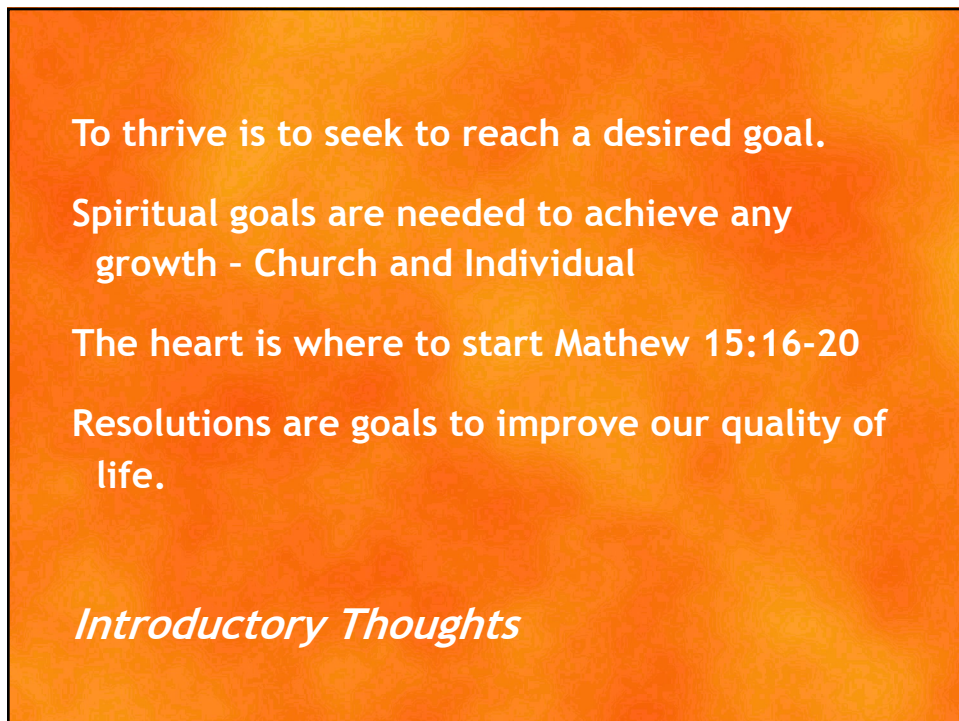 To thrive is to seek to reach a desired goal.
Spiritual goals are needed to achieve any
growth – Church and Individual
The heart is where to start Mathew 15:16-20
Resolutions are goals to improve our quality of
life.
Introductory Thoughts